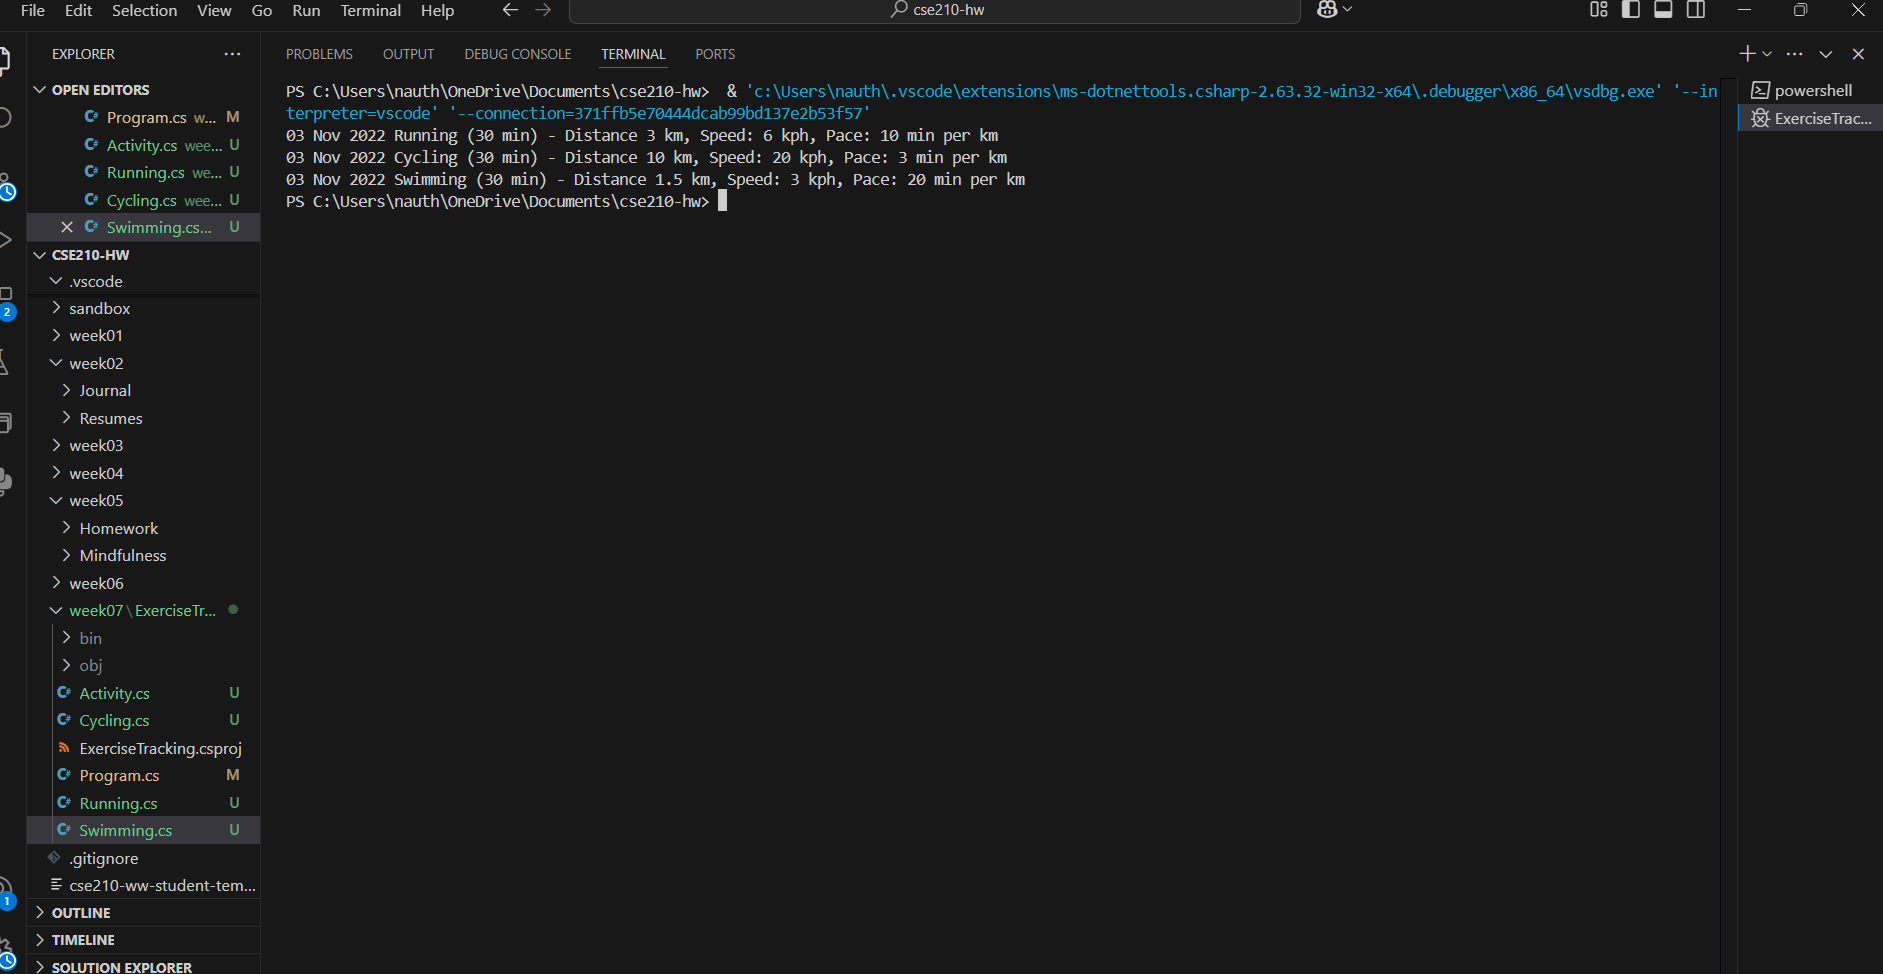 File Edit Selection View Go Run Terminal Help
cse210-hw
EXPLORER
OPEN EDITORS
Program.cs w... M
Activity.cs wee... U
Running.cs we... U
Cycling.cs wee... U
Swimming.cs... U
CSE210-HW
.vscode
sandbox
week01
week02
Journal
Resumes
week03
week04
week05
Homework
Mindfulness
week06
week07\ExerciseTr...
bin
obj
Activity.cs U
Cycling.cs U
ExerciseTracking.csproj
Program.cs M
Running.cs U
Swimming.cs U
.gitignore
cse210-ww-student-tem...
OUTLINE
TIMELINE
SOLUTION EXPLORER
2
1
PROBLEMS OUTPUT DEBUG CONSOLE TERMINAL PORTS
PS C:\Users\nauth\OneDrive\Documents\cse210-hw>  & 'c:\Users\nauth\.vscode\extensions\ms-dotnettools.csharp-2.63.32-win32-x64\.debugger\x86_64\vsdbg.exe' '--in
terpreter=vscode' '--connection=371ffb5e70444dcab99bd137e2b53f57'
03 Nov 2022 Running (30 min) - Distance 3 km, Speed: 6 kph, Pace: 10 min per km
03 Nov 2022 Cycling (30 min) - Distance 10 km, Speed: 20 kph, Pace: 3 min per km
03 Nov 2022 Swimming (30 min) - Distance 1.5 km, Speed: 3 kph, Pace: 20 min per km
PS C:\Users\nauth\OneDrive\Documents\cse210-hw>
powershell
ExerciseTrac...